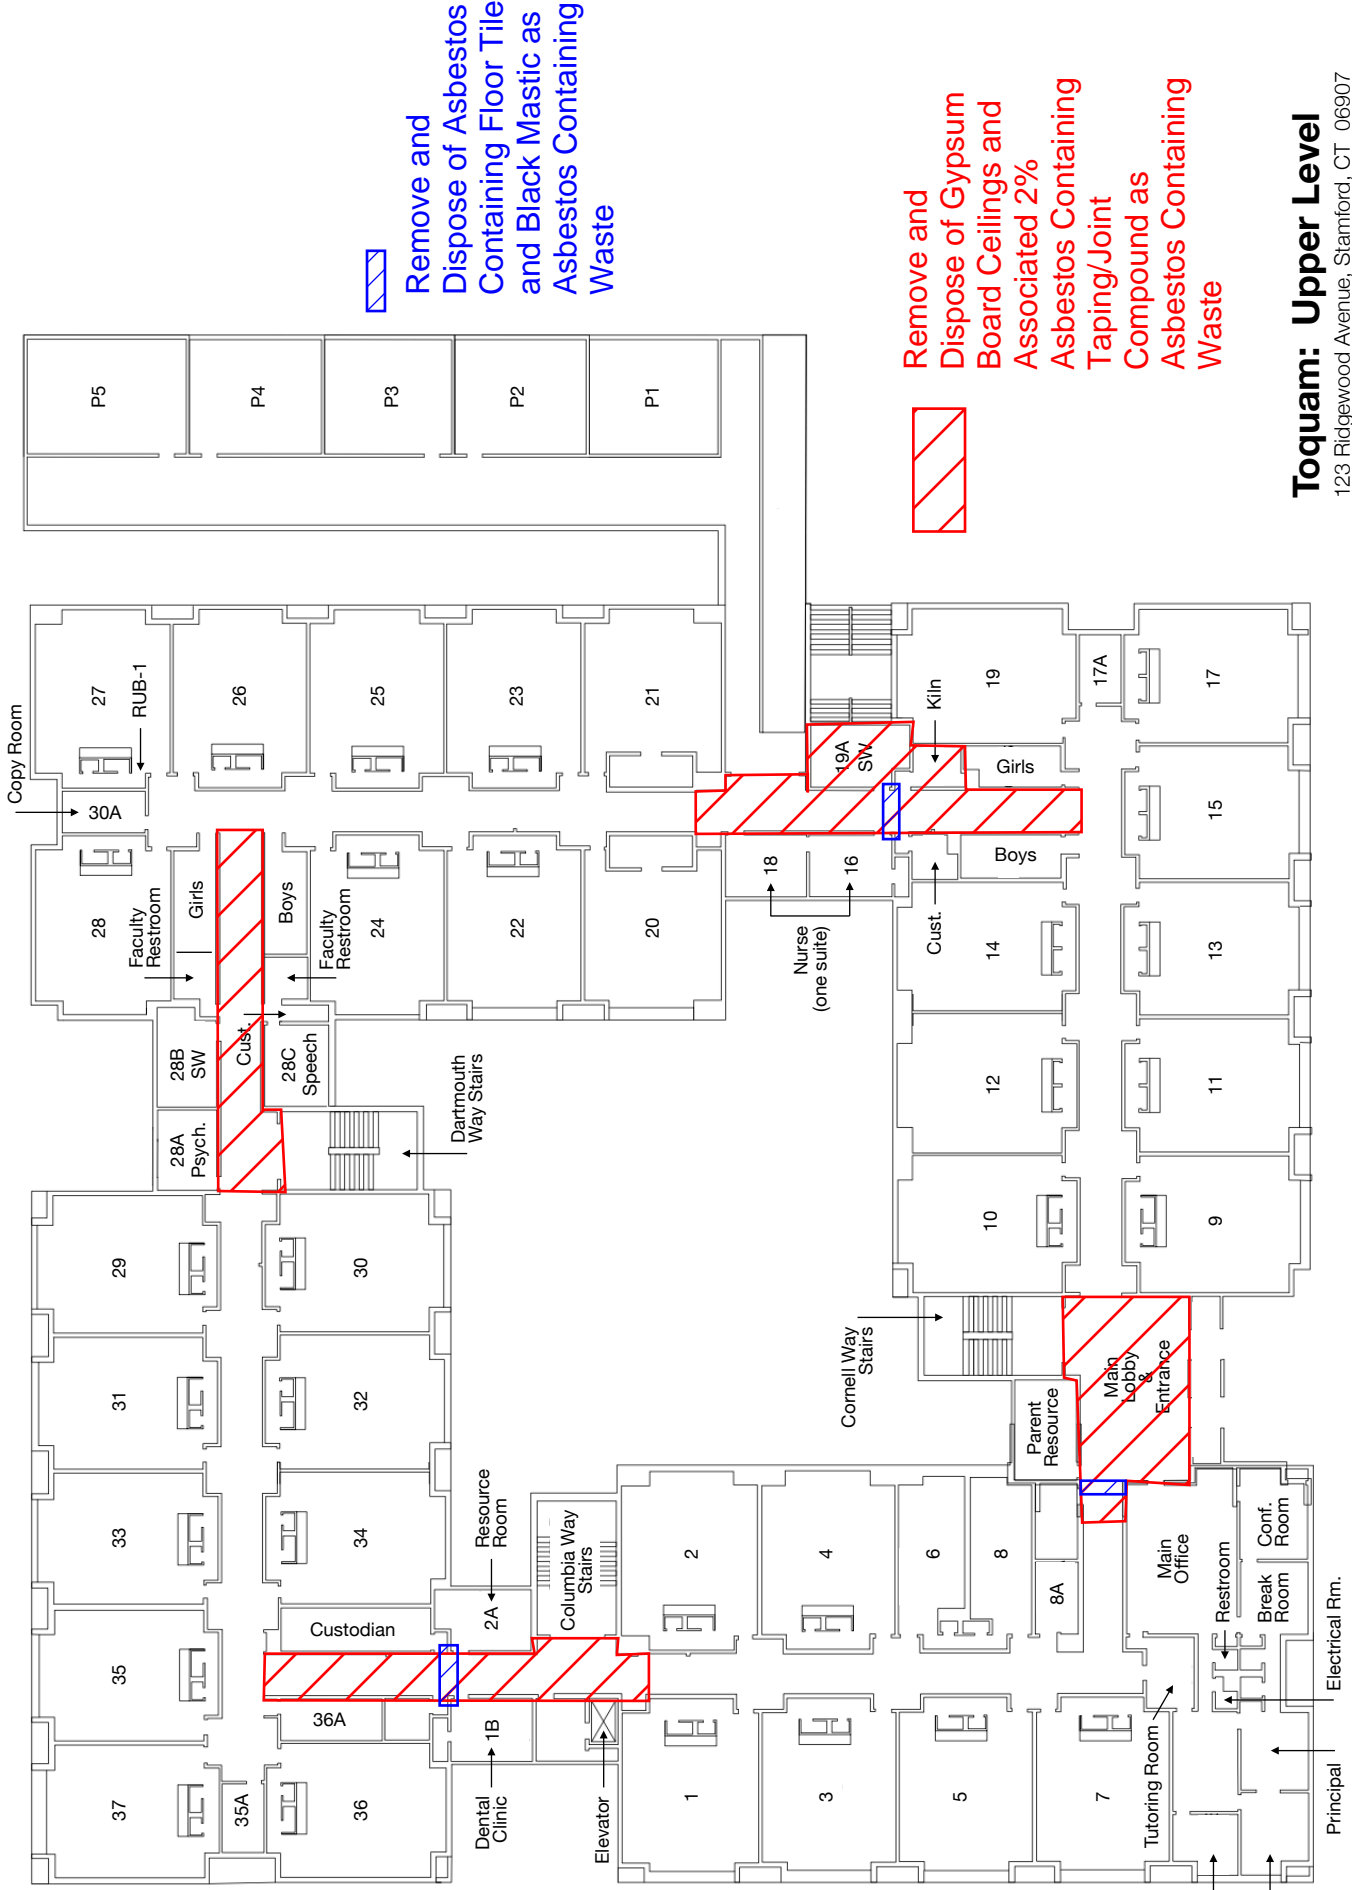 Remove and
Dispose of Asbestos
Containing Floor Tile
and Black Mastic as
Asbestos Containing
Waste
Remove and
Dispose of Gypsum
Board Ceilings and
Associated 2%
Asbestos Containing
Taping/Joint
Compound as
Asbestos Containing
Waste
Toquam: Upper Level
123 Ridgewood Avenue, Stamford, CT 06907
P5
P4
P3
P2
P1
Copy Room
27
RUB-1
26
25
23
21
30A
28
Faculty
Restroom
Girls
Boys
Faculty
Restroom
24
22
20
28B
SW
Cust.
28C
Speech
28A
Psych.
Dartmouth
Way Stairs
19A
SW
Kiln
19
17A
17
Girls
15
18
16
Nurse
(one suite)
Cust.
Boys
14
13
12
11
10
9
29
30
31
32
33
34
35
Custodian
2A
Resource
Room
Columbia Way
Stairs
37
35A
36
36A
1B
Dental
Clinic
Elevator
Cornell Way
Stairs
Parent
Resource
Main
Lobby
&
Entrance
2
4
6
8
8A
Main
Office
Restroom
Conf.
Room
Break
Room
Electrical Rm.
1
3
5
7
Tutoring Room
Principal